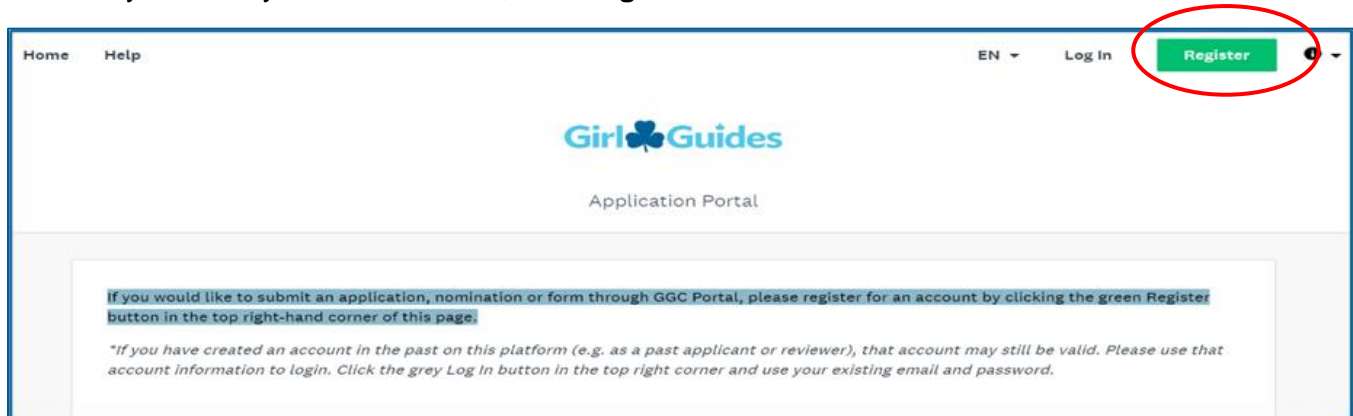 Home Help EN Log In Register
Girl Guides
Application Portal
If you would like to submit an application, nomination or form through GGC Portal, please register for an account by clicking the green Register
button in the top right-hand corner of this page.
*If you have created an account in the past on this platform (e.g. as a past applicant or reviewer), that account may still be valid. Please use that
account information to login. Click the grey Log In button in the top right corner and use your existing email and password.